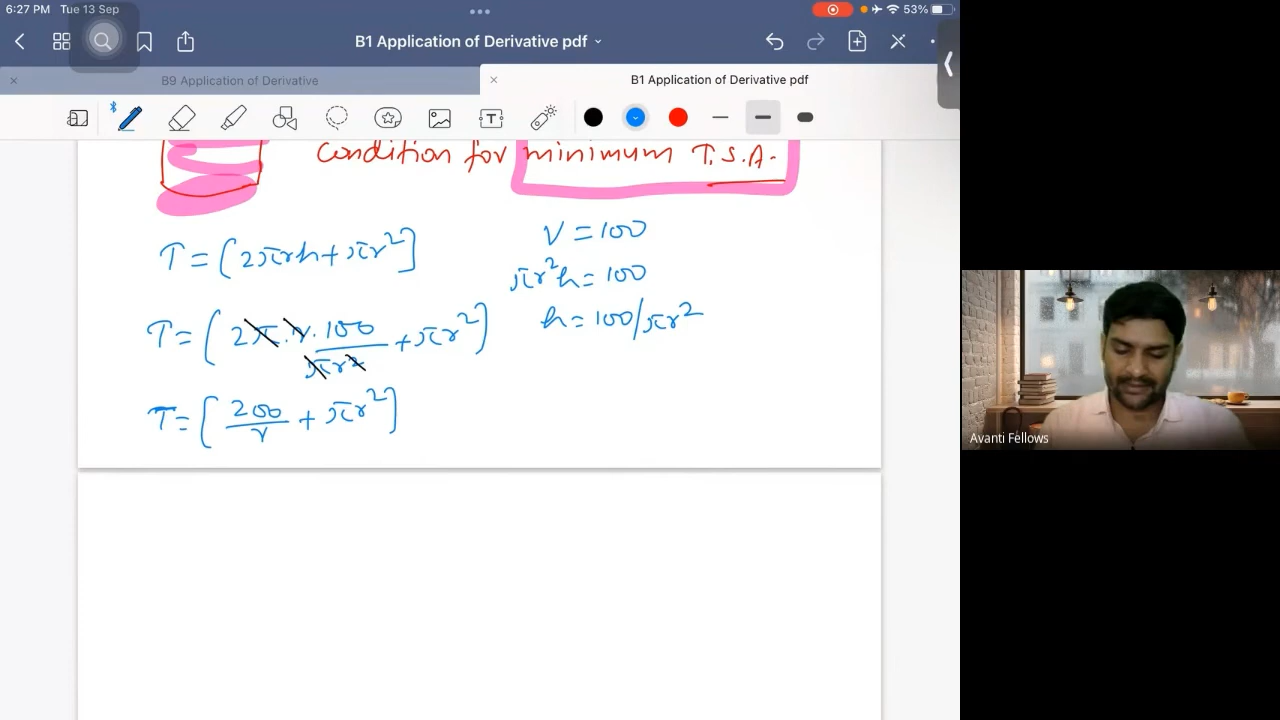 6:27 PM Tue 13 Sep
53%
B1 Application of Derivative pdf
B9 Application of Derivative
B1 Application of Derivative pdf
T
condition for minimum T.S.A.
T = [2πrh + πr²]
V = 100
πr²h = 100
T = [2π.r.100/πr² + πr²]
h = 100/πr²
T = [200/r + πr²]
Avanti Fellows